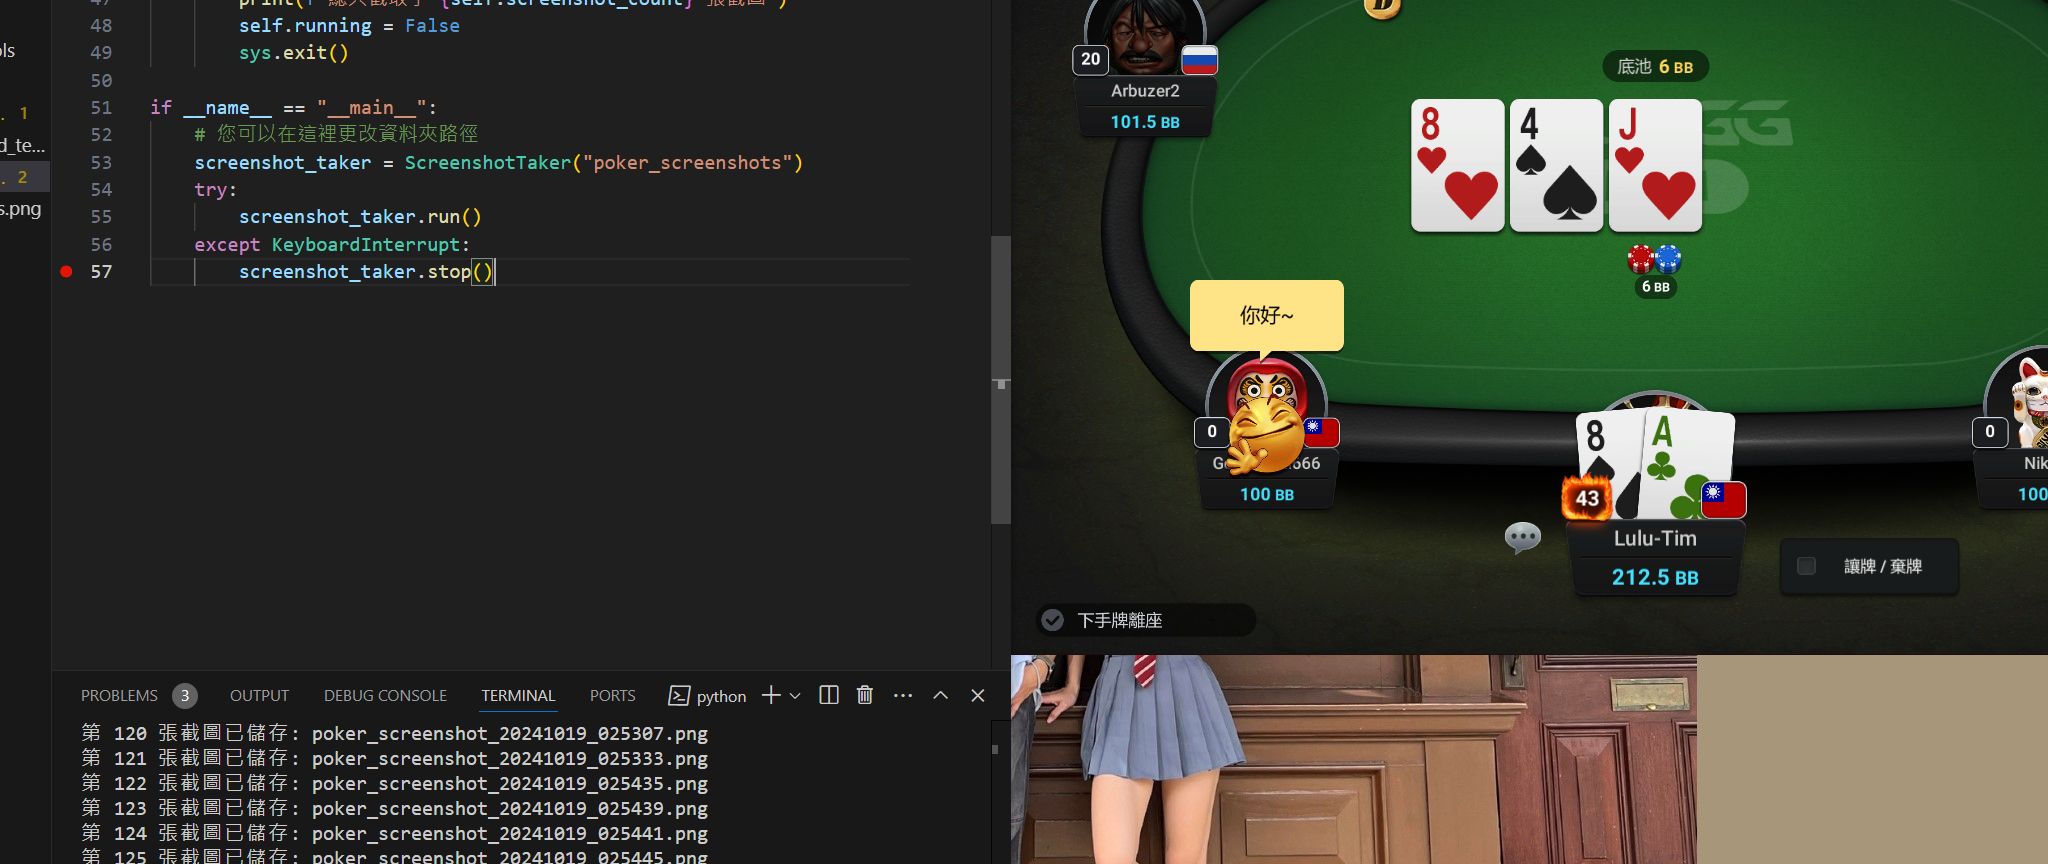 ols
. 1
d_te...
. 2
s.png
47 print(f"總共截取了 {self.screenshot_count} 張截圖")
48 self.running = False
49 sys.exit()
50
51 if __name__ == "__main__":
52 # 您可以在這裡更改資料夾路徑
53 screenshot_taker = ScreenshotTaker("poker_screenshots")
54 try:
55 screenshot_taker.run()
56 except KeyboardInterrupt:
57 screenshot_taker.stop()
PROBLEMS 3 OUTPUT DEBUG CONSOLE TERMINAL PORTS python
第 120 張截圖已儲存: poker_screenshot_20241019_025307.png
第 121 張截圖已儲存: poker_screenshot_20241019_025333.png
第 122 張截圖已儲存: poker_screenshot_20241019_025435.png
第 123 張截圖已儲存: poker_screenshot_20241019_025439.png
第 124 張截圖已儲存: poker_screenshot_20241019_025441.png
第 125 張截圖已儲存: poker_screenshot_20241019_025445.png
D
20
Arbuzer2
101.5 BB
底池 6 BB
8 4 J
GG
6 BB
你好~
0
666
100 BB
8 A
43
Lulu-Tim
212.5 BB
0
Nik
100
讓牌 / 棄牌
下手牌離座